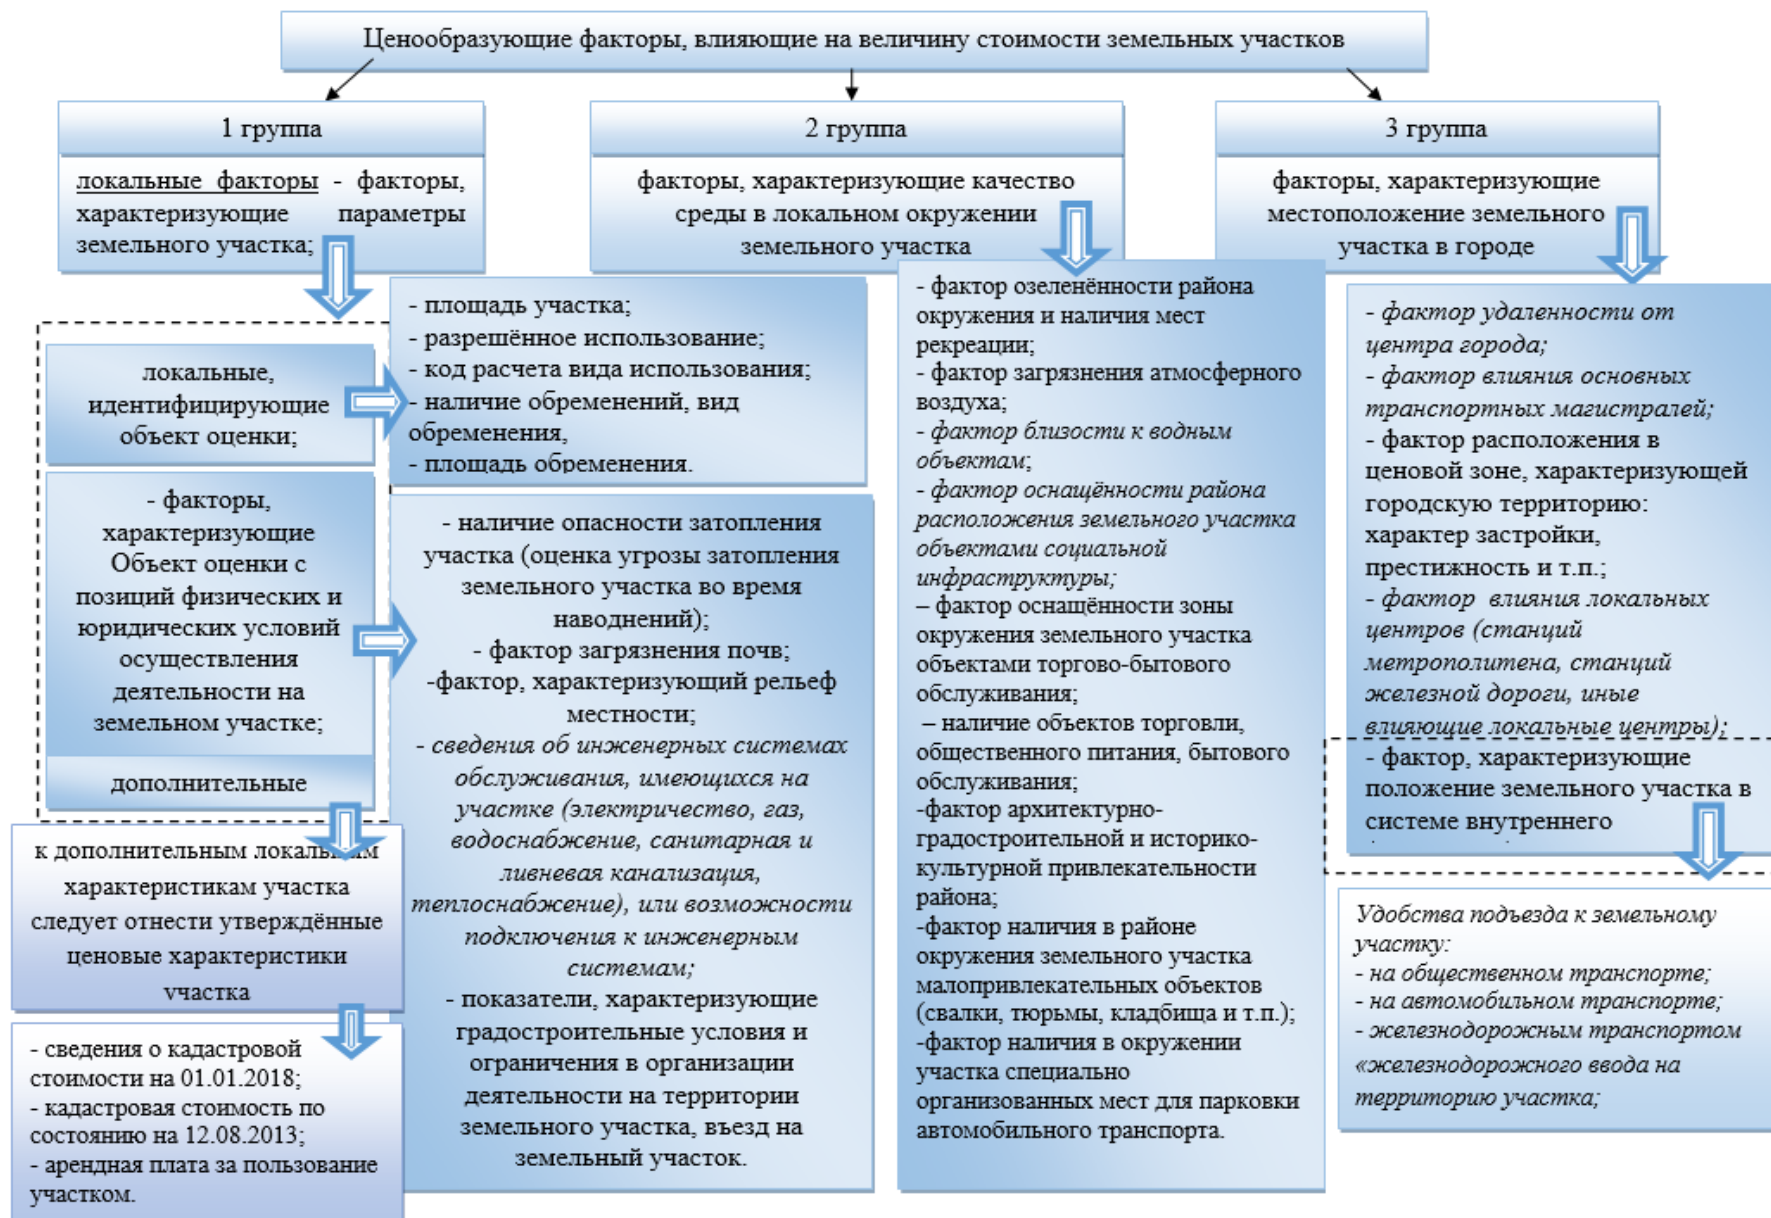 Ценообразующие факторы, влияющие на величину стоимости земельных участков
1 группа
локальные факторы - факторы,
характеризующие параметры
земельного участка;
2 группа
факторы, характеризующие качество
среды в локальном окружении
земельного участка
3 группа
факторы, характеризующие
местоположение земельного
участка в городе
локальные,
идентифицирующие
объект оценки;
- площадь участка;
- разрешённое использование;
- код расчета вида использования;
- наличие обременений, вид
обременения,
- площадь обременения.
- факторы,
характеризующие
Объект оценки с
позиций физических и
юридических условий
осуществления
деятельности на
земельном участке;
дополнительные
- наличие опасности затопления
участка (оценка угрозы затопления
земельного участка во время
наводнений);
- фактор загрязнения почв;
-фактор, характеризующий рельеф
местности;
- сведения об инженерных системах
обслуживания, имеющихся на
участке (электричество, газ,
водоснабжение, санитарная и
ливневая канализация,
теплоснабжение), или возможности
подключения к инженерным
системам;
- показатели, характеризующие
градостроительные условия и
ограничения в организации
деятельности на территории
земельного участка, въезд на
земельный участок.
к дополнительным локальным
характеристикам участка
следует отнести утверждённые
ценовые характеристики
участка
- сведения о кадастровой
стоимости на 01.01.2018;
- кадастровая стоимость по
состоянию на 12.08.2013;
- арендная плата за пользование
участком.
- фактор озеленённости района
окружения и наличия мест
рекреации;
- фактор загрязнения атмосферного
воздуха;
- фактор близости к водным
объектам;
- фактор оснащённости района
расположения земельного участка
объектами социальной
инфраструктуры;
– фактор оснащённости зоны
окружения земельного участка
объектами торгово-бытового
обслуживания;
– наличие объектов торговли,
общественного питания, бытового
обслуживания;
-фактор архитектурно-
градостроительной и историко-
культурной привлекательности
района;
-фактор наличия в районе
окружения земельного участка
малопривлекательных объектов
(свалки, тюрьмы, кладбища и т.п.);
-фактор наличия в окружении
участка специально
организованных мест для парковки
автомобильного транспорта.
- фактор удаленности от
центра города;
- фактор влияния основных
транспортных магистралей;
- фактор расположения в
ценовой зоне, характеризующей
городскую территорию:
характер застройки,
престижность и т.п.;
- фактор влияния локальных
центров (станций
метрополитена, станций
железной дороги, иные
влияющие локальные центры);
- фактор, характеризующие
положение земельного участка в
системе внутреннего
Удобства подъезда к земельному
участку:
- на общественном транспорте;
- на автомобильном транспорте;
- железнодорожным транспортом
«железнодорожного ввода на
территорию участка;